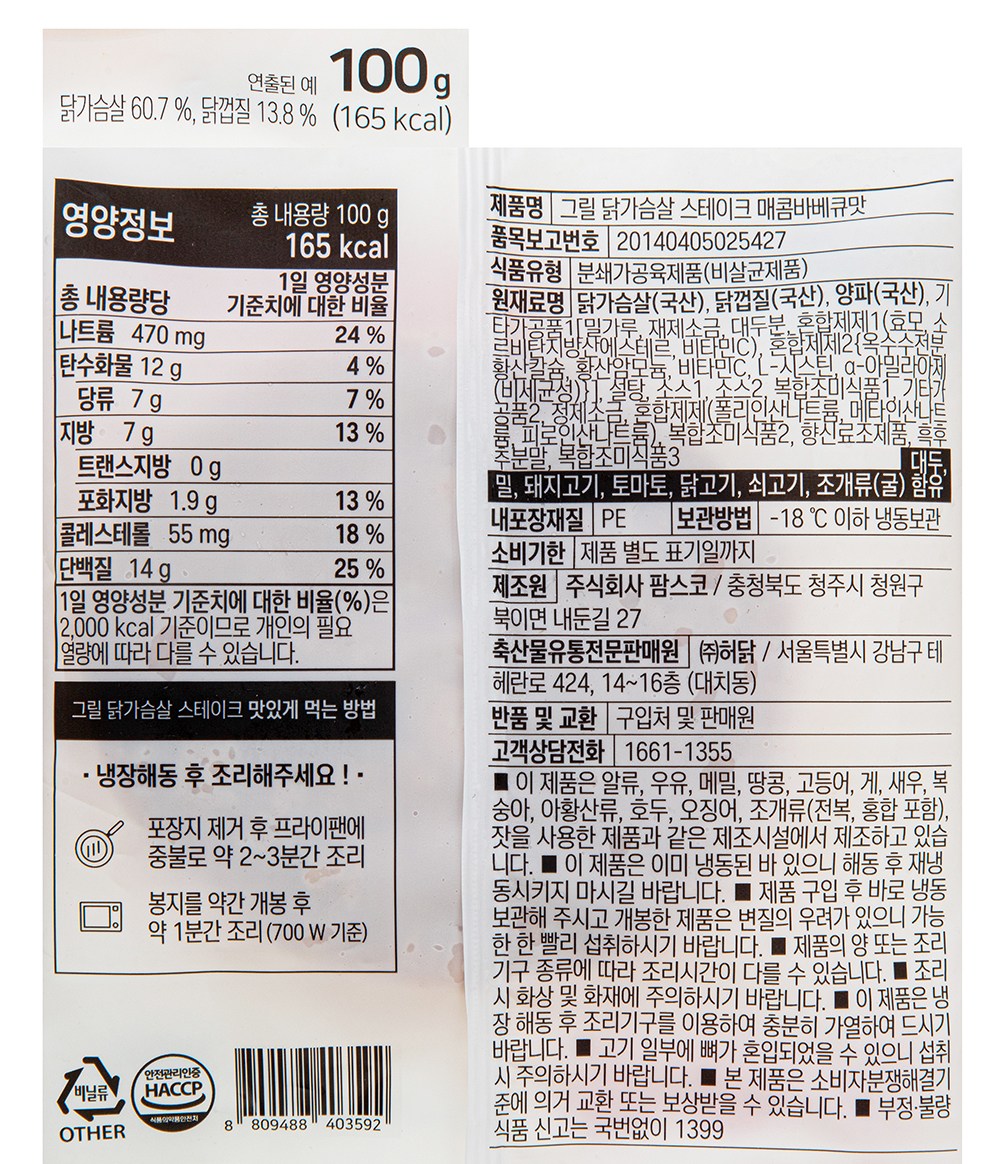 연출된 예 100 g
닭가슴살 60.7 %, 닭껍질 13.8 % (165 kcal)
영양정보
총 내용량 100 g
165 kcal
총 내용량당
1일 영양성분
기준치에 대한 비율
나트륨 470 mg 24 %
탄수화물 12 g 4 %
당류 7 g 7 %
지방 7 g 13 %
트랜스지방 0 g
포화지방 1.9 g 13 %
콜레스테롤 55 mg 18 %
단백질 14 g 25 %
1일 영양성분 기준치에 대한 비율(%)은
2,000 kcal 기준이므로 개인의 필요
열량에 따라 다를 수 있습니다.
그릴 닭가슴살 스테이크 맛있게 먹는 방법
· 냉장해동 후 조리해주세요 ! ·
포장지 제거 후 프라이팬에
중불로 약 2~3분간 조리
봉지를 약간 개봉 후
약 1분간 조리 (700 W 기준)
비닐류
OTHER
안전관리인증
HACCP
식품의약품안전처
8 809488 403592
제품명 그릴 닭가슴살 스테이크 매콤바베큐맛
품목보고번호 20140405025427
식품유형 분쇄가공육제품(비살균제품)
원재료명 닭가슴살(국산), 닭껍질(국산), 양파(국산), 기
타가공품1[밀가루, 재제소금, 대두분, 혼합제제1(효모, 소
르비탄지방산에스테르, 비타민C), 혼합제제2{옥수수전분,
황산칼슘, 황산암모늄, 비타민C, L-시스틴, α-아밀라아제
(비세균성)}], 설탕, 소스1, 소스2, 복합조미식품1, 기타가
공품2, 정제소금, 혼합제제(폴리인산나트륨, 메타인산나트
륨, 피로인산나트륨), 복합조미식품2, 향신료조제품, 흑후
추분말, 복합조미식품3
대두,
밀, 돼지고기, 토마토, 닭고기, 쇠고기, 조개류(굴) 함유
내포장재질 PE 보관방법 -18 ℃ 이하 냉동보관
소비기한 제품 별도 표기일까지
제조원 주식회사 팜스코 / 충청북도 청주시 청원구
북이면 내둔길 27
축산물유통전문판매원 ㈜허닭 / 서울특별시 강남구 테
헤란로 424, 14~16층 (대치동)
반품 및 교환 구입처 및 판매원
고객상담전화 1661-1355
■ 이 제품은 알류, 우유, 메밀, 땅콩, 고등어, 게, 새우, 복
숭아, 아황산류, 호두, 오징어, 조개류(전복, 홍합 포함),
잣을 사용한 제품과 같은 제조시설에서 제조하고 있습
니다. ■ 이 제품은 이미 냉동된 바 있으니 해동 후 재냉
동시키지 마시길 바랍니다. ■ 제품 구입 후 바로 냉동
보관해 주시고 개봉한 제품은 변질의 우려가 있으니 가능
한 한 빨리 섭취하시기 바랍니다. ■ 제품의 양 또는 조리
기구 종류에 따라 조리시간이 다를 수 있습니다. ■ 조리
시 화상 및 화재에 주의하시기 바랍니다. ■ 이 제품은 냉
장 해동 후 조리기구를 이용하여 충분히 가열하여 드시기
바랍니다. ■ 고기 일부에 뼈가 혼입되었을 수 있으니 섭취
시 주의하시기 바랍니다. ■ 본 제품은 소비자분쟁해결기
준에 의거 교환 또는 보상받을 수 있습니다. ■ 부정·불량
식품 신고는 국번없이 1399